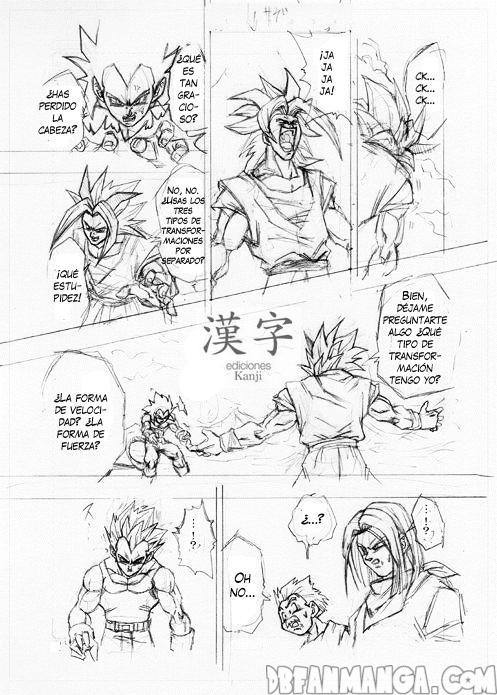 CK...
CK...
CK...
¡JA
JA
JA
JA!
¿QUÉ
ES
TAN
GRACIO-
SO?
¿HAS
PERDIDO
LA
CABEZA?
NO, NO.
¿USAS LOS
TRES
TIPOS DE
TRANSFOR-
MACIONES
POR
SEPARADO?
¡QUÉ
ESTU-
PIDEZ!
BIEN,
DÉJAME
PREGUNTARTE
ALGO ¿QUÉ
TIPO DE
TRANSFOR-
MACIÓN
TENGO YO?
漢字
ediciones
Kanji
¿LA FORMA
DE VELOCI-
DAD? ¿LA
FORMA DE
FUERZA?
...!?
¿...?
OH
NO...
...!?
DBFANMANGA.COM